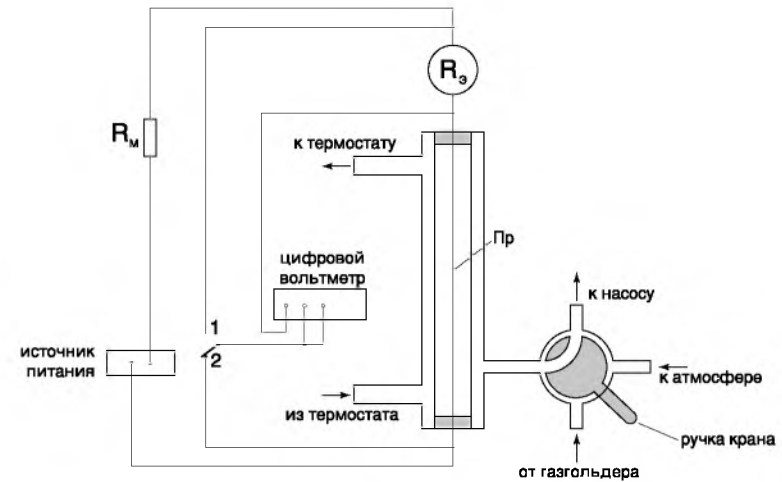 Rэ
Rм
к термостату
Пр
цифровой
вольтметр
к насосу
1
2
источник
питания
к атмосфере
из термостата
ручка крана
от газгольдера